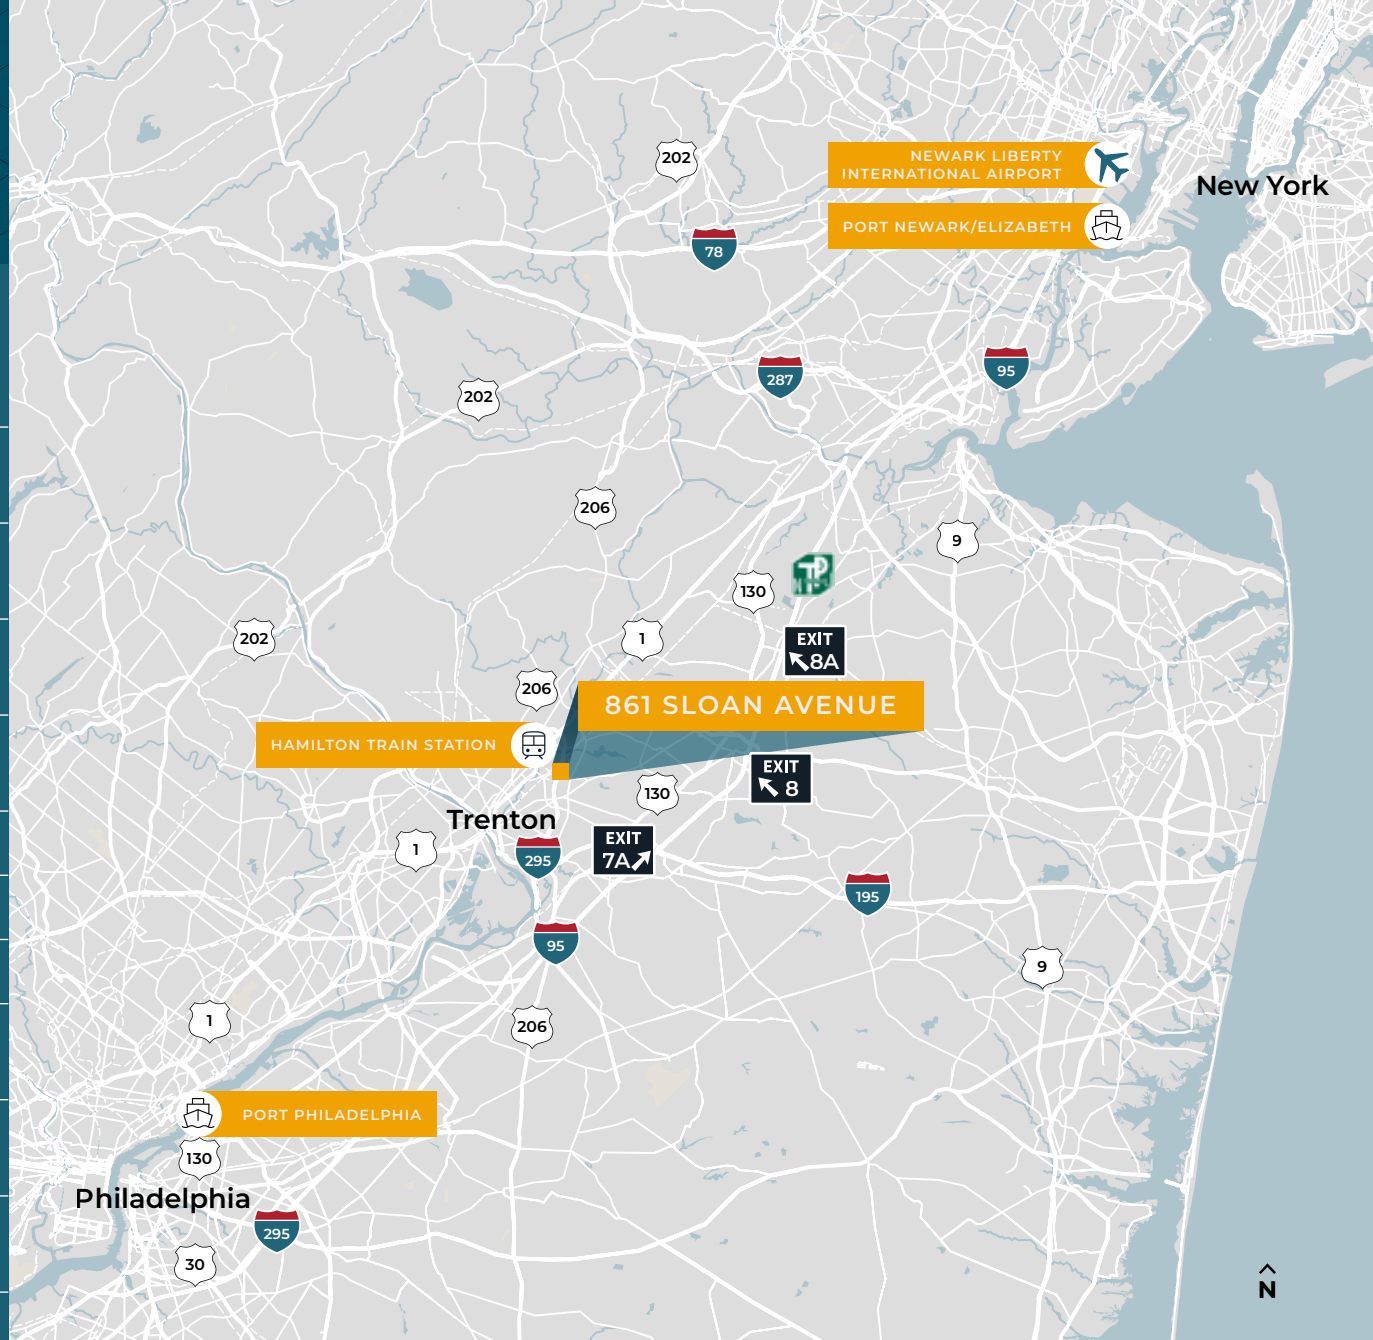 202
NEWARK LIBERTY
INTERNATIONAL AIRPORT
New York
PORT NEWARK/ELIZABETH
78
287
95
202
206
9
TP
130
202
1
EXIT
8A
206
861 SLOAN AVENUE
HAMILTON TRAIN STATION
EXIT
8
130
Trenton
1
295
EXIT
7A
195
95
9
1
206
PORT PHILADELPHIA
130
Philadelphia
295
30
N